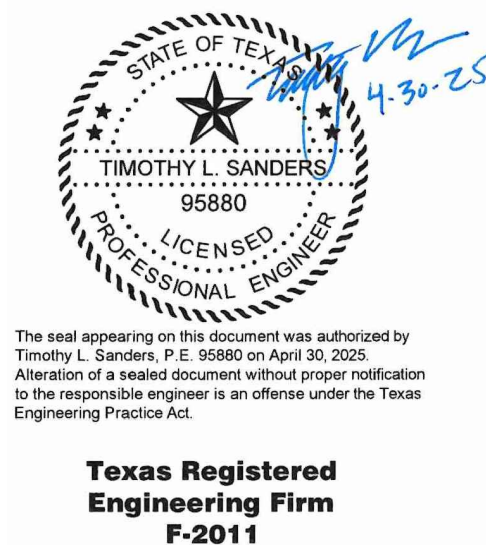 STATE OF TEXAS
4-30-25
TIMOTHY L. SANDERS
95880
LICENSED
PROFESSIONAL ENGINEER
The seal appearing on this document was authorized by
Timothy L. Sanders, P.E. 95880 on April 30, 2025.
Alteration of a sealed document without proper notification
to the responsible engineer is an offense under the Texas
Engineering Practice Act.
Texas Registered
Engineering Firm
F-2011